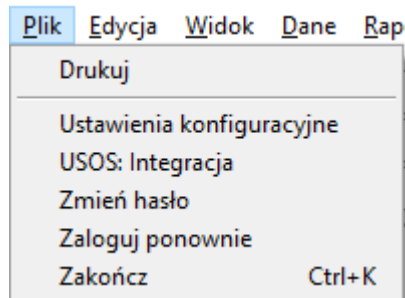 Plik Edycja Widok Dane Rap
Drukuj
Ustawienia konfiguracyjne
USOS: Integracja
Zmień hasło
Zaloguj ponownie
Zakończ Ctrl+K